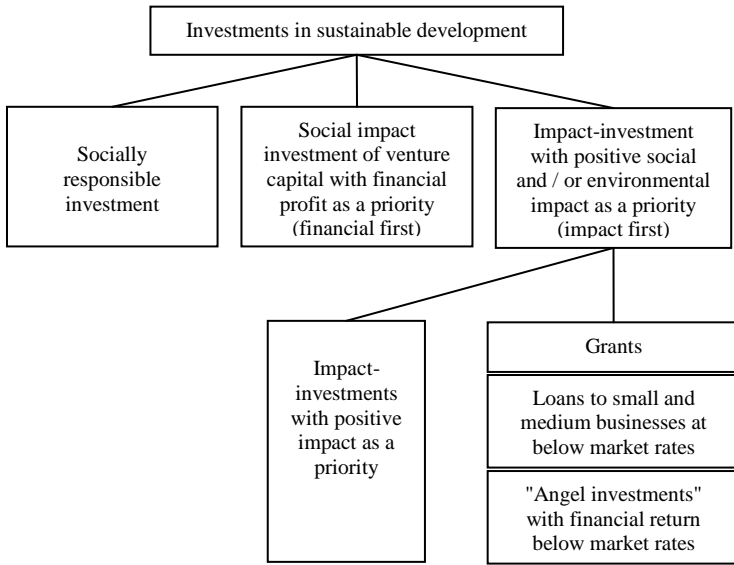 Investments in sustainable development
Socially
responsible
investment
Social impact
investment of venture
capital with financial
profit as a priority
(financial first)
Impact-investment
with positive social
and / or environmental
impact as a priority
(impact first)
Impact-
investments
with positive
impact as a
priority
Grants
Loans to small and
medium businesses at
below market rates
"Angel investments"
with financial return
below market rates